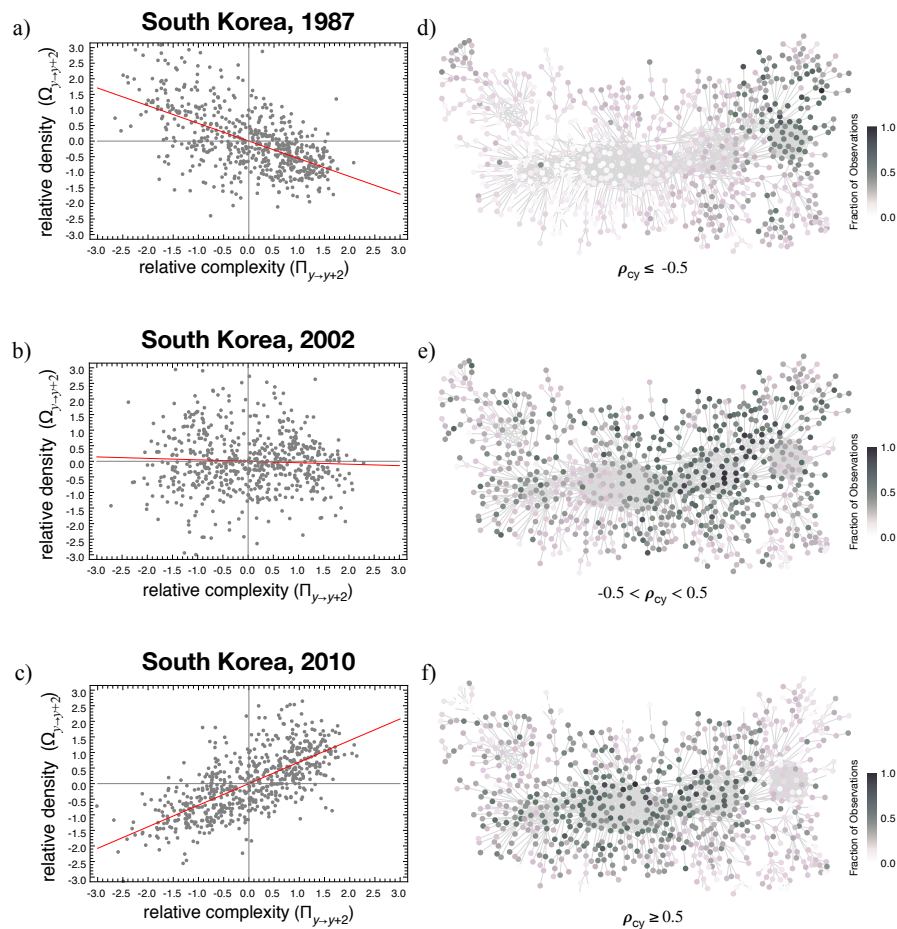 a)
South Korea, 1987
relative density (Ω y→y+2)
3.0
2.5
2.0
1.5
1.0
0.5
0.0
-0.5
-1.0
-1.5
-2.0
-2.5
-3.0
-3.0 -2.5 -2.0 -1.5 -1.0 -0.5 0.0 0.5 1.0 1.5 2.0 2.5 3.0
relative complexity (Π y→y+2)
d)
Fraction of Observations
1.0
0.5
0.0
ρcy ≤ -0.5
b)
South Korea, 2002
relative density (Ω y→y+2)
3.0
2.5
2.0
1.5
1.0
0.5
0.0
-0.5
-1.0
-1.5
-2.0
-2.5
-3.0
-3.0 -2.5 -2.0 -1.5 -1.0 -0.5 0.0 0.5 1.0 1.5 2.0 2.5 3.0
relative complexity (Π y→y+2)
e)
Fraction of Observations
1.0
0.5
0.0
-0.5 < ρcy < 0.5
c)
South Korea, 2010
relative density (Ω y→y+2)
3.0
2.5
2.0
1.5
1.0
0.5
0.0
-0.5
-1.0
-1.5
-2.0
-2.5
-3.0
-3.0 -2.5 -2.0 -1.5 -1.0 -0.5 0.0 0.5 1.0 1.5 2.0 2.5 3.0
relative complexity (Π y→y+2)
f)
Fraction of Observations
1.0
0.5
0.0
ρcy ≥ 0.5